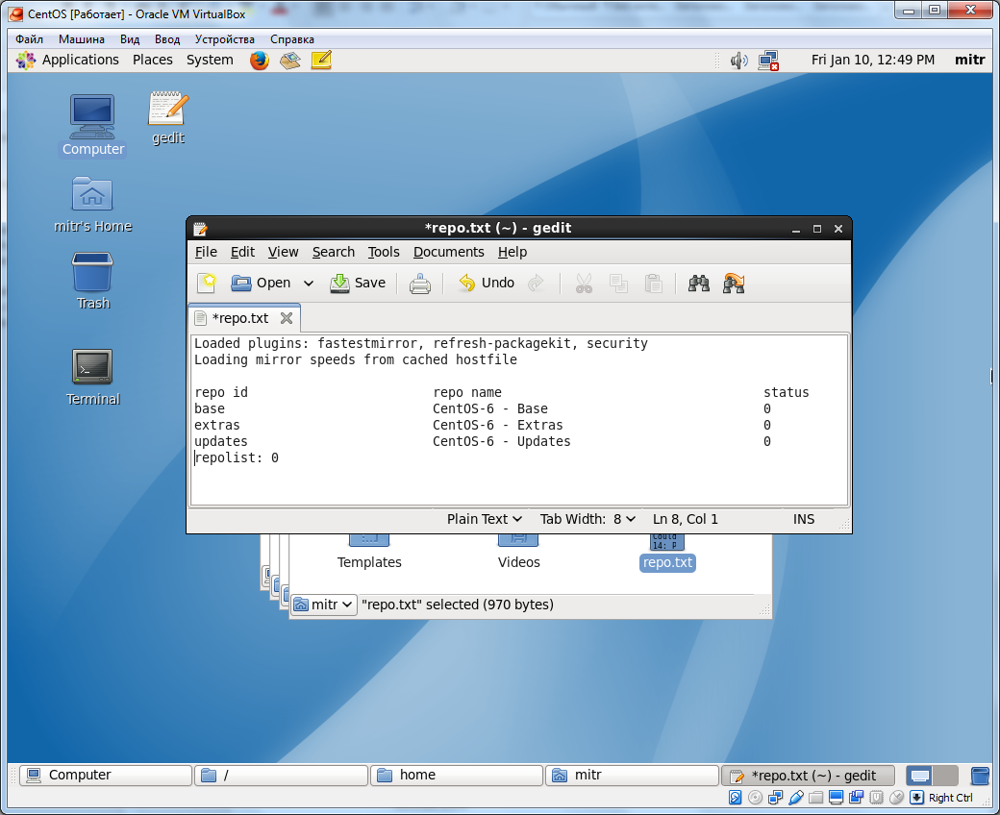 CentOS [Работает] - Oracle VM VirtualBox
Файл Машина Вид Ввод Устройства Справка
Applications Places System Fri Jan 10, 12:49 PM mitr
Computer
gedit
mitr's Home
Trash
Terminal
*repo.txt (~) - gedit
File Edit View Search Tools Documents Help
Open Save Undo
*repo.txt
Loaded plugins: fastestmirror, refresh-packagekit, security
Loading mirror speeds from cached hostfile
repo id repo name status
base CentOS-6 - Base 0
extras CentOS-6 - Extras 0
updates CentOS-6 - Updates 0
repolist: 0
Plain Text Tab Width: 8 Ln 8, Col 1 INS
14: P
Templates Videos repo.txt
mitr "repo.txt" selected (970 bytes)
Computer / home mitr *repo.txt (~) - gedit
Right Ctrl